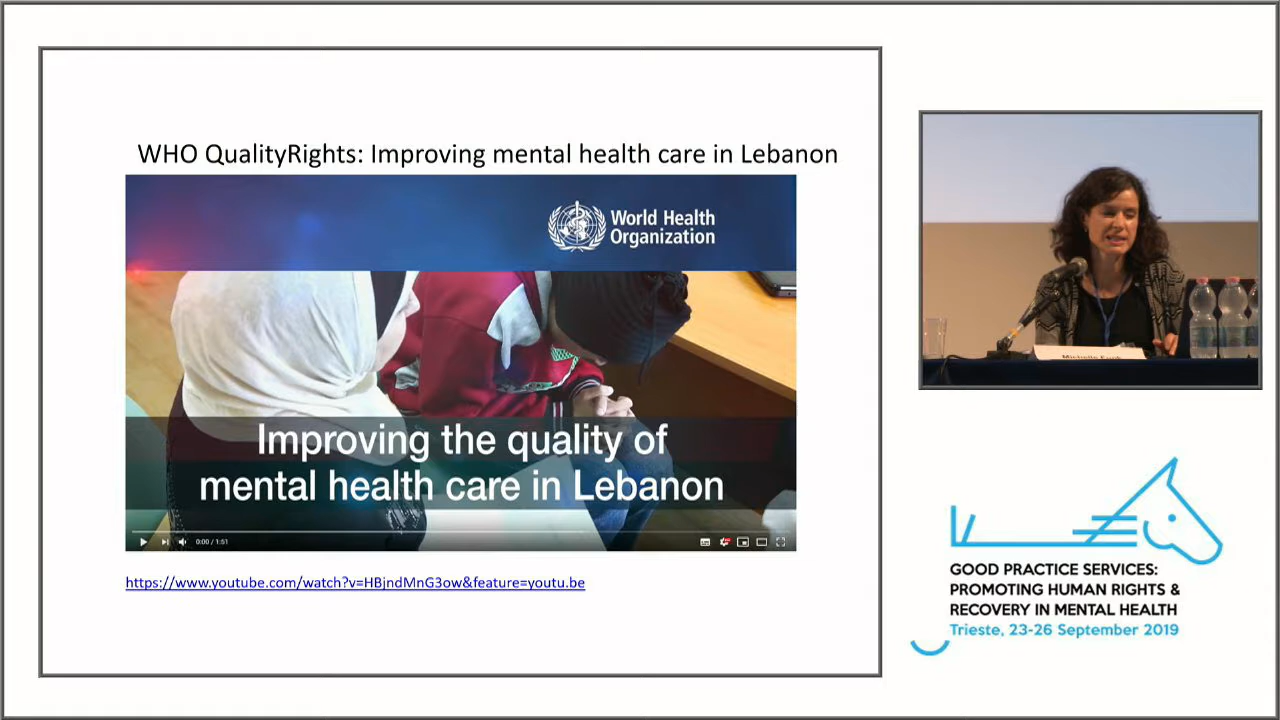 WHO QualityRights: Improving mental health care in Lebanon
World Health
Organization
Improving the quality of
mental health care in Lebanon
0:00 / 1:51
https://www.youtube.com/watch?v=HBjndMnG3ow&feature=youtu.be
Michelle Funk
GOOD PRACTICE SERVICES:
PROMOTING HUMAN RIGHTS &
RECOVERY IN MENTAL HEALTH
Trieste, 23-26 September 2019